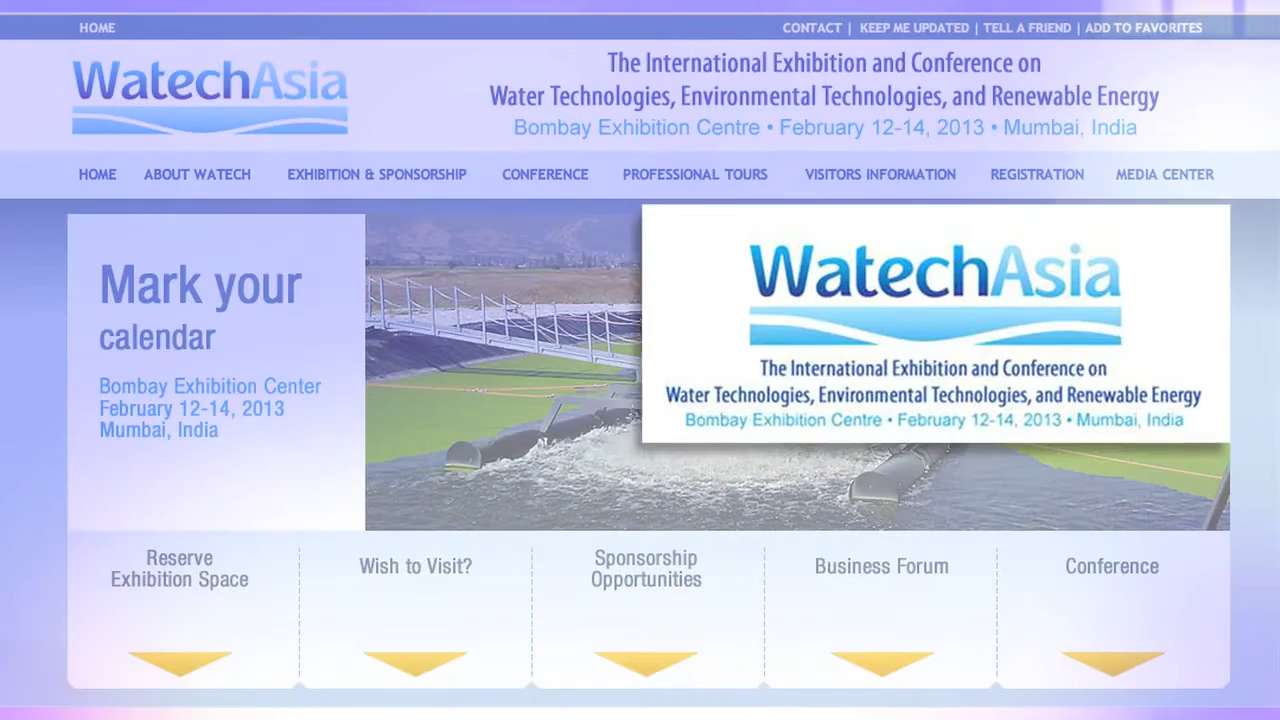 HOME
CONTACT | KEEP ME UPDATED | TELL A FRIEND | ADD TO FAVORITES
WatechAsia
The International Exhibition and Conference on
Water Technologies, Environmental Technologies, and Renewable Energy
Bombay Exhibition Centre • February 12-14, 2013 • Mumbai, India
HOME ABOUT WATECH EXHIBITION & SPONSORSHIP CONFERENCE PROFESSIONAL TOURS VISITORS INFORMATION REGISTRATION MEDIA CENTER
Mark your
calendar
Bombay Exhibition Center
February 12-14, 2013
Mumbai, India
WatechAsia
The International Exhibition and Conference on
Water Technologies, Environmental Technologies, and Renewable Energy
Bombay Exhibition Centre • February 12-14, 2013 • Mumbai, India
Reserve
Exhibition Space
Wish to Visit?
Sponsorship
Opportunities
Business Forum
Conference